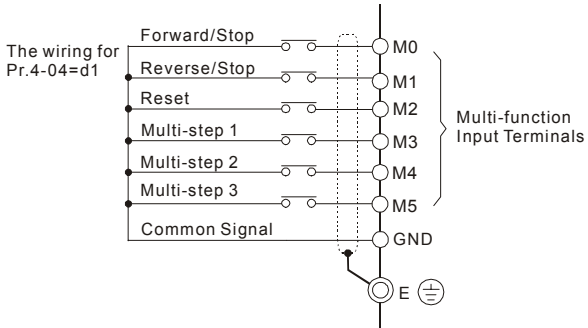 The wiring for
Pr.4-04=d1
Forward/Stop
Reverse/Stop
Reset
Multi-step 1
Multi-step 2
Multi-step 3
Common Signal
M0
M1
M2
M3
M4
M5
GND
E
Multi-function
Input Terminals